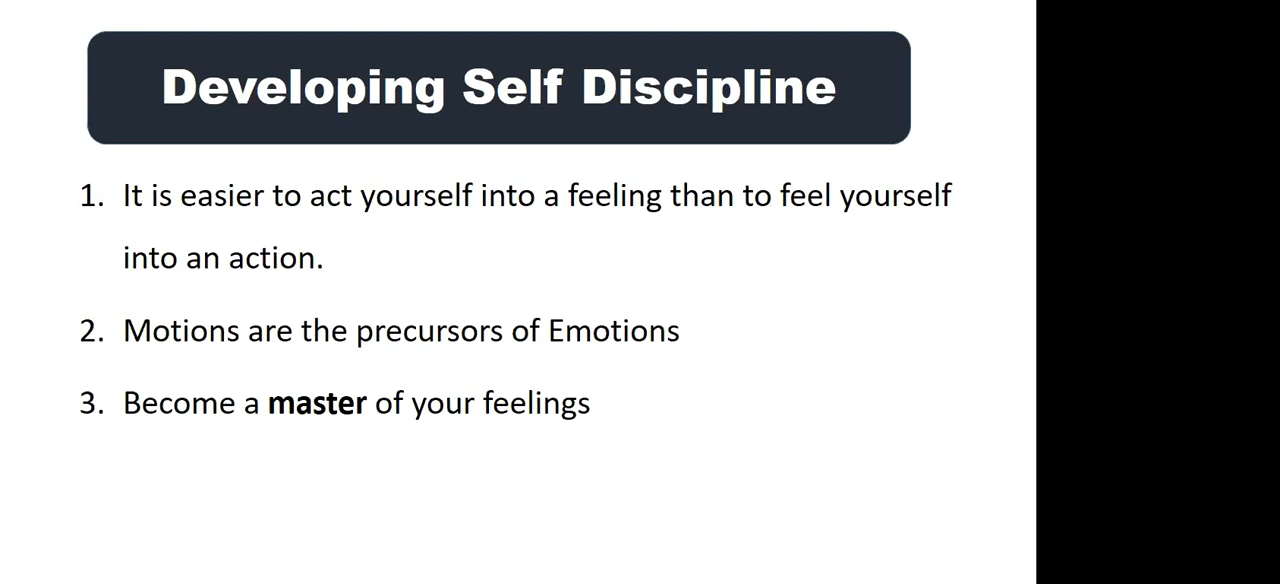 Developing Self Discipline
1. It is easier to act yourself into a feeling than to feel yourself
into an action.
2. Motions are the precursors of Emotions
3. Become a master of your feelings